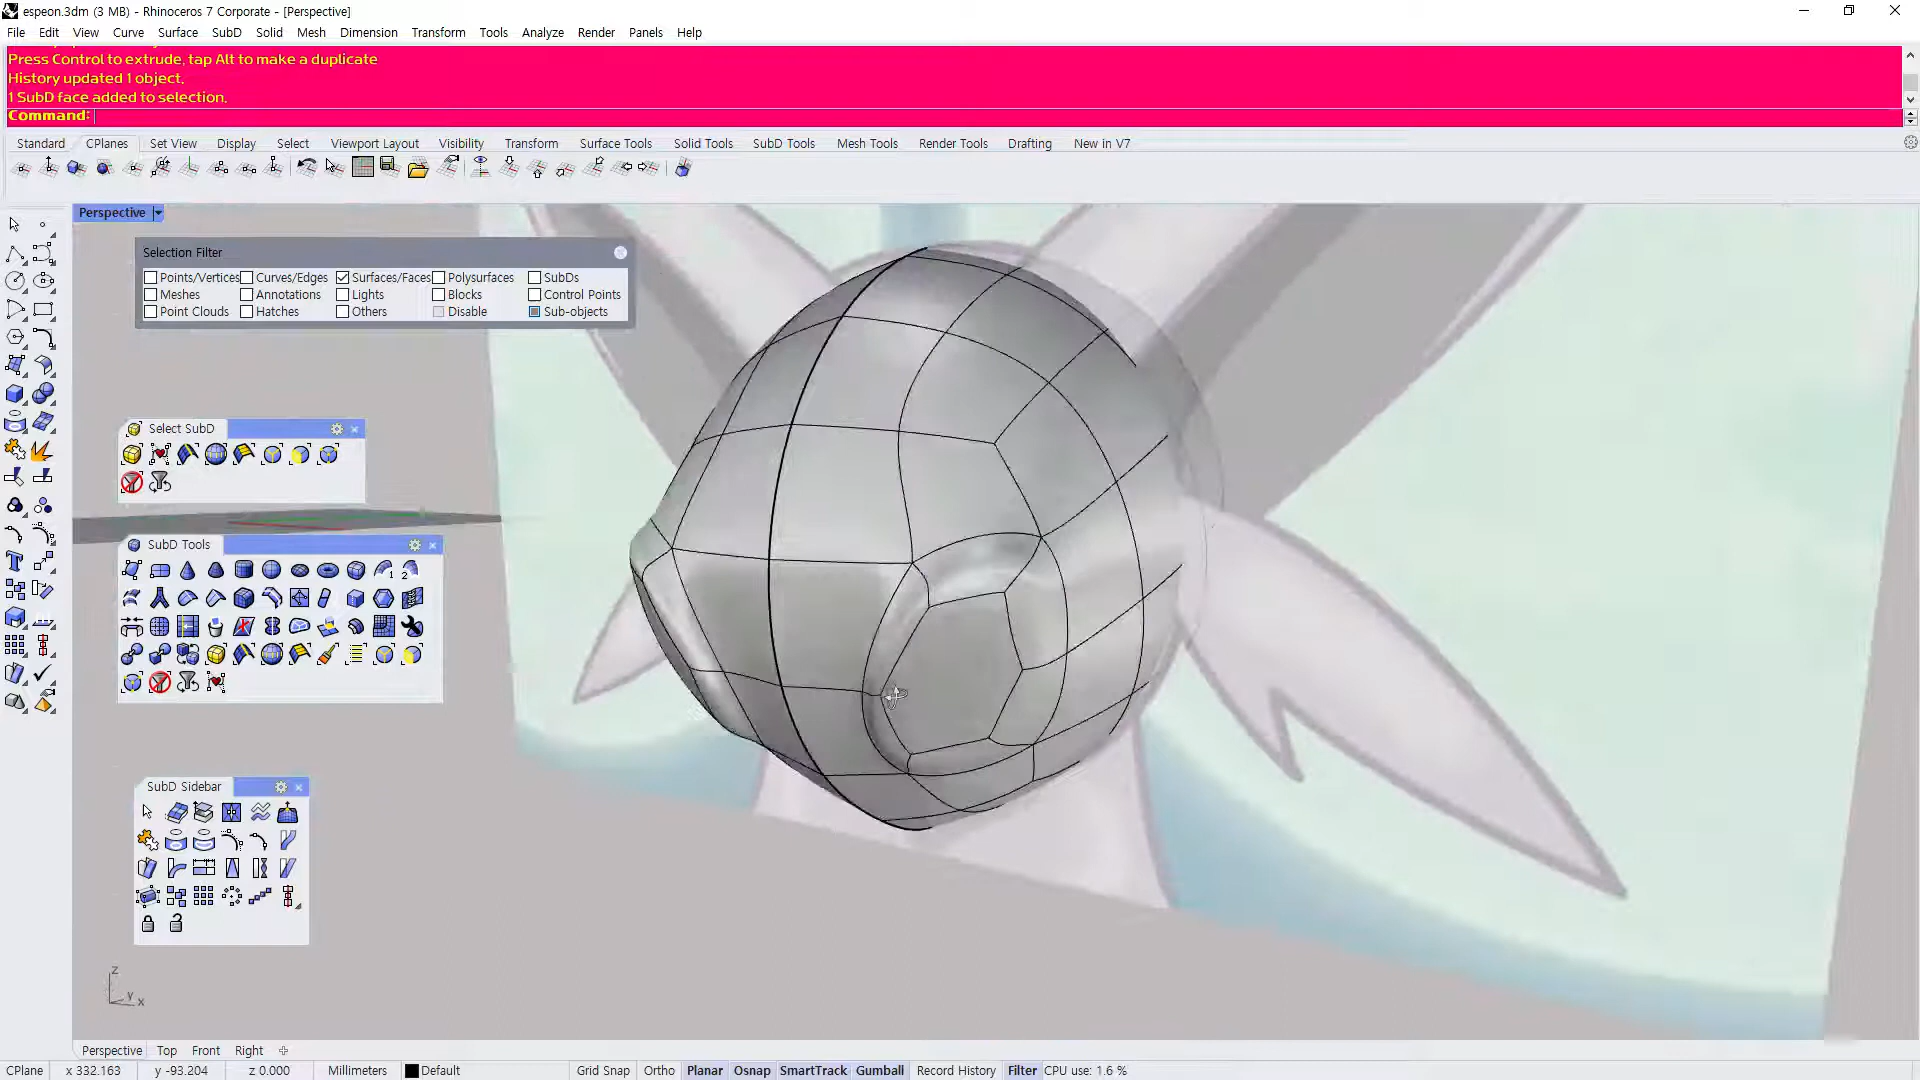 espeon.3dm (3 MB) - Rhinoceros 7 Corporate - [Perspective]
File Edit View Curve Surface SubD Solid Mesh Dimension Transform Tools Analyze Render Panels Help
Press Control to extrude, tap Alt to make a duplicate
History updated 1 object.
1 SubD face added to selection.
Command:
Standard CPlanes Set View Display Select Viewport Layout Visibility Transform Surface Tools Solid Tools SubD Tools Mesh Tools Render Tools Drafting New in V7
Perspective
Selection Filter
Points/Vertices Curves/Edges Surfaces/Faces Polysurfaces SubDs
Meshes Annotations Lights Blocks Control Points
Point Clouds Hatches Others Disable Sub-objects
Select SubD
SubD Tools
1 2
SubD Sidebar
z
y x
Perspective Top Front Right
CPlane x 332.163 y -93.204 z 0.000 Millimeters Default Grid Snap Ortho Planar Osnap SmartTrack Gumball Record History Filter CPU use: 1.6 %